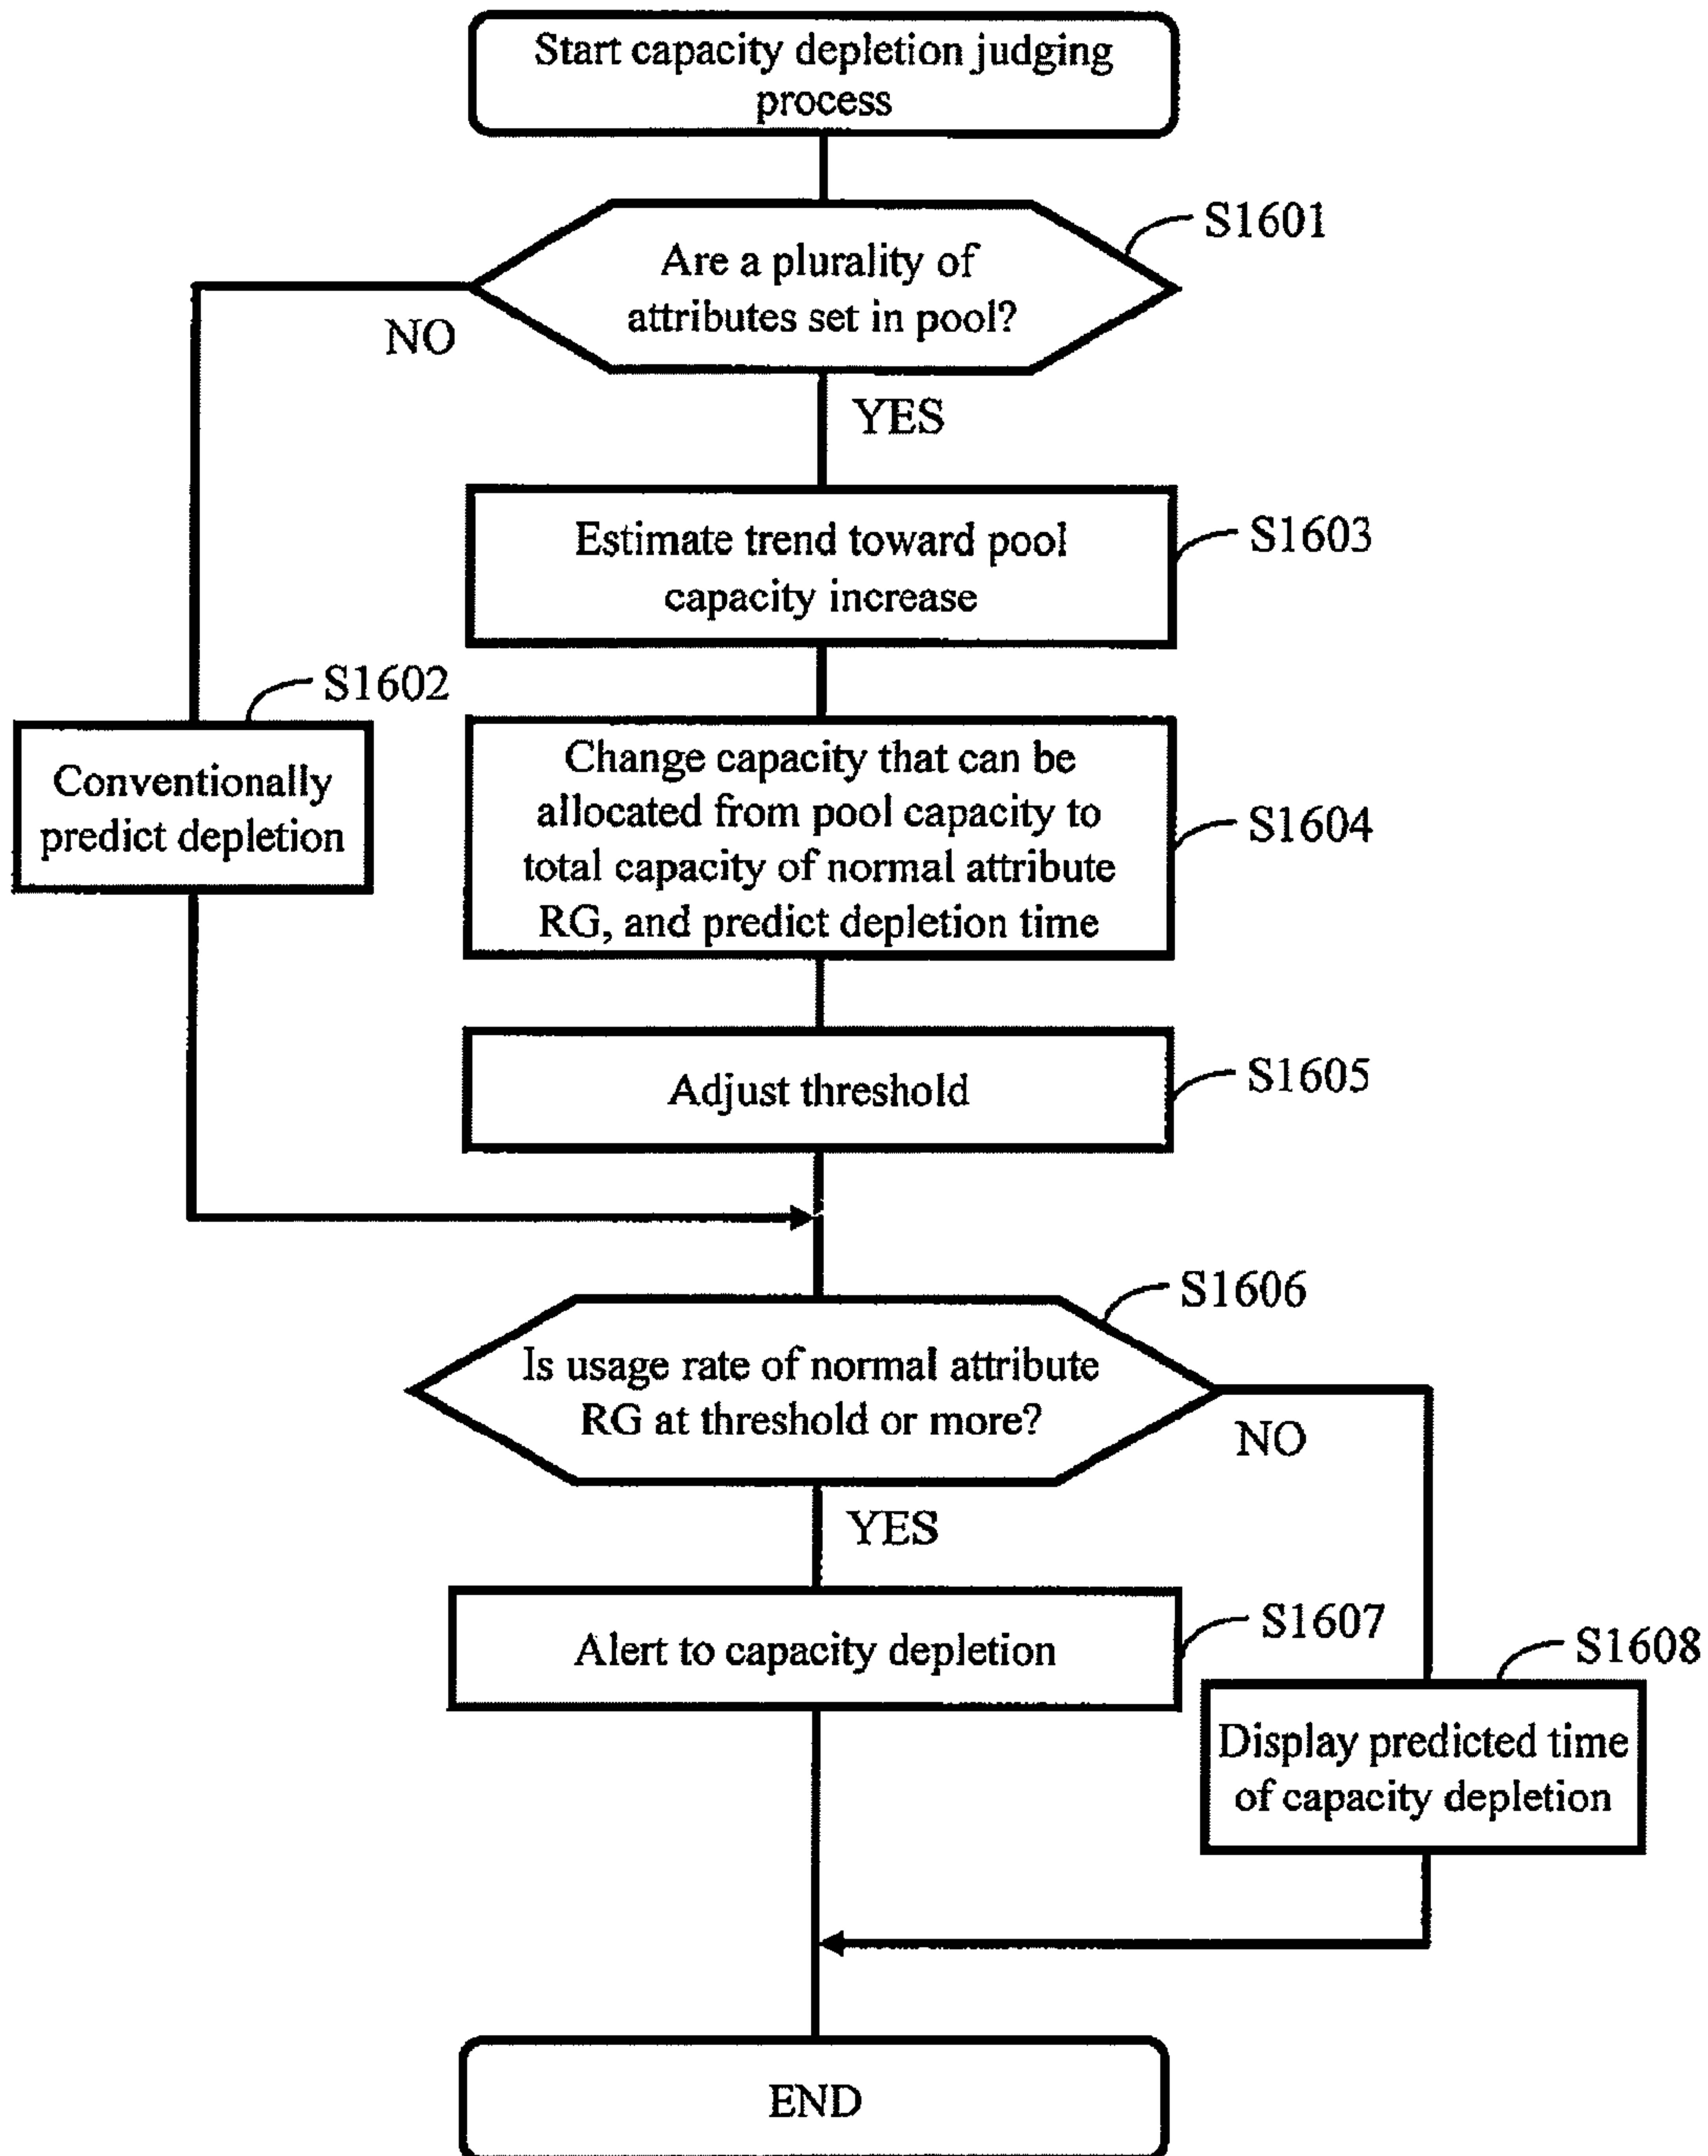 Start capacity depletion judging
process
S1601
Are a plurality of
attributes set in pool?
NO
YES
Estimate trend toward pool
capacity increase
S1603
S1602
Conventionally
predict depletion
Change capacity that can be
allocated from pool capacity to
total capacity of normal attribute
RG, and predict depletion time
S1604
Adjust threshold
S1605
S1606
Is usage rate of normal attribute
RG at threshold or more?
NO
YES
Alert to capacity depletion
S1607
S1608
Display predicted time
of capacity depletion
END